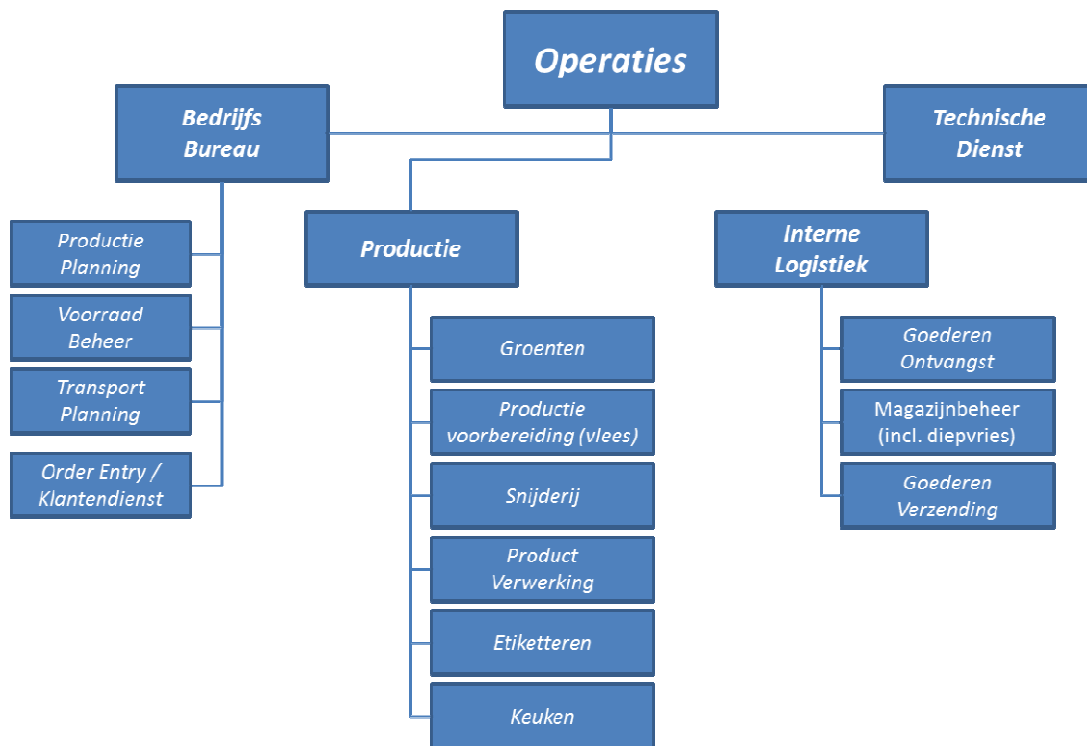 Operaties
Bedrijfs
Bureau
Technische
Dienst
Productie
Planning
Voorraad
Beheer
Transport
Planning
Order Entry /
Klantendienst
Productie
Groenten
Productie
voorbereiding (vlees)
Snijderij
Product
Verwerking
Etiketteren
Keuken
Interne
Logistiek
Goederen
Ontvangst
Magazijnbeheer
(incl. diepvries)
Goederen
Verzending